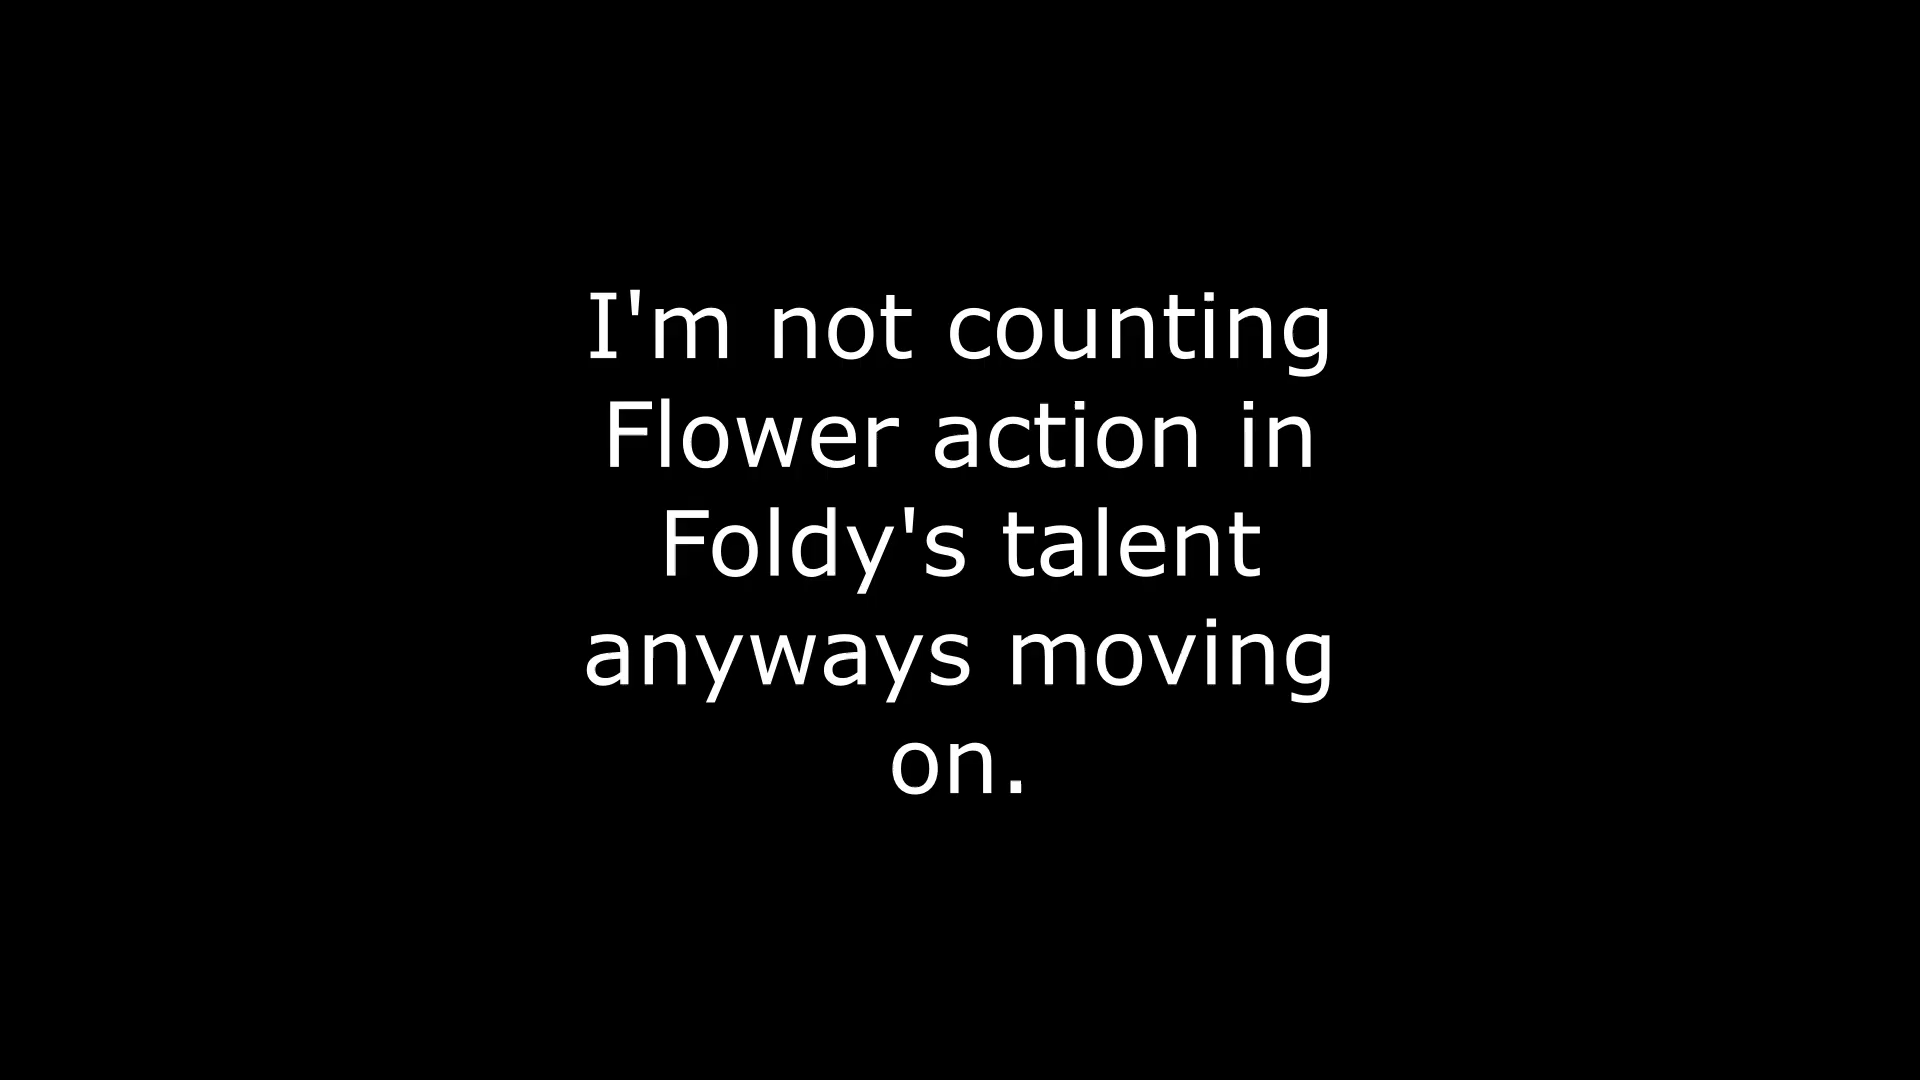 I'm not counting
Flower action in
Foldy's talent
anyways moving
on.